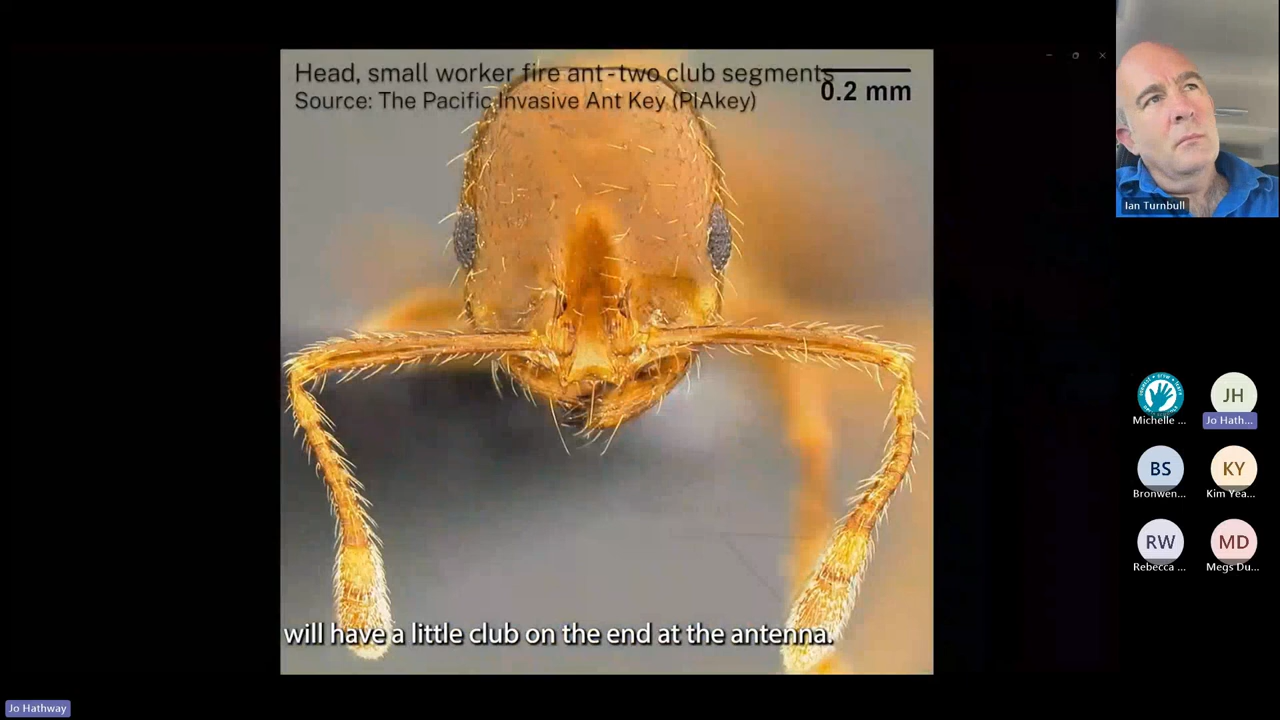 Head, small worker fire ant - two club segments
Source: The Pacific Invasive Ant Key (PIAkey)
0.2 mm
will have a little club on the end at the antenna.
Ian Turnbull
Michelle ...
JH
Jo Hath...
BS
Bronwen...
KY
Kim Yea...
RW
Rebecca ...
MD
Megs Du...
Jo Hathway